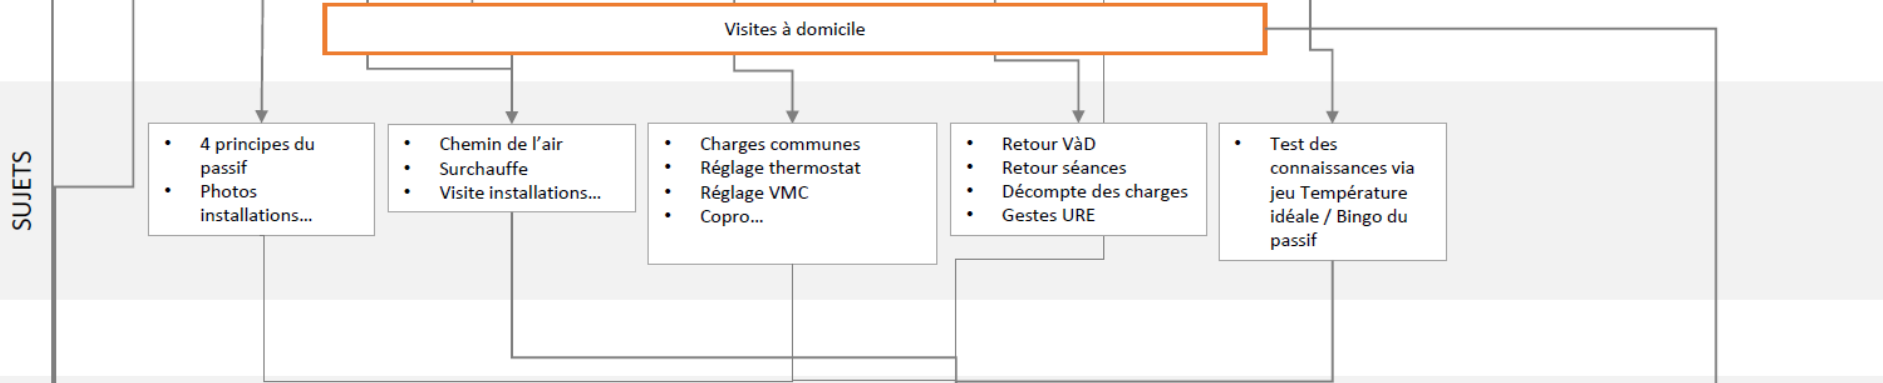 Visites à domicile
SUJETS
• 4 principes du
passif
• Photos
installations...
• Chemin de l’air
• Surchauffe
• Visite installations...
• Charges communes
• Réglage thermostat
• Réglage VMC
• Copro...
• Retour VàD
• Retour séances
• Décompte des charges
• Gestes URE
• Test des
connaissances via
jeu Température
idéale / Bingo du
passif